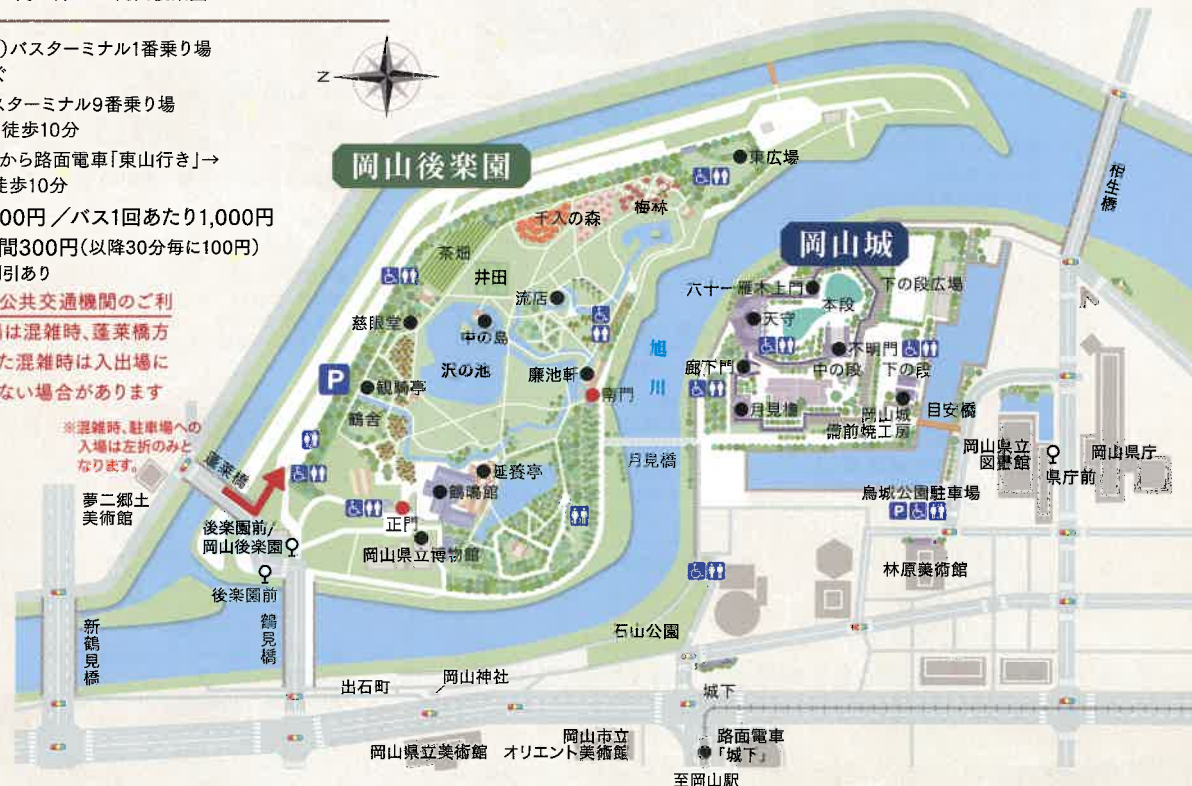 )バスターミナル1番乗り場
スターミナル9番乗り場
徒歩10分
から路面電車「東山行き」→
徒歩10分
00円／バス1回あたり1,000円
間300円(以降30分毎に100円)
引あり
公共交通機関のご利
は混雑時、蓬莱橋方
た混雑時は入出場に
ない場合があります
※混雑時、駐車場への
入場は左折のみと
なります。
Z
岡山後楽園
東広場
梅林
千入の森
茶畑
井田
流店
慈眼堂
中の島
沢の池
廉池軒
南門
P
観騎亭
鶴舎
延養亭
鶴鳴館
正門
岡山県立博物館
蓬莱橋
夢二郷土
美術館
後楽園前/
岡山後楽園
後楽園前
新鶴見橋
鶴見橋
旭川
月見橋
相生橋
岡山城
六十一雁木上門
本段
下の段広場
天守
不明門
廊下門
中の段
下の段
月見櫓
岡山城
備前焼工房
目安橋
岡山県立
図書館
県庁前
岡山県庁
烏城公園駐車場
P
林原美術館
石山公園
出石町
岡山神社
城下
岡山県立美術館
岡山市立
オリエント美術館
路面電車
「城下」
至岡山駅